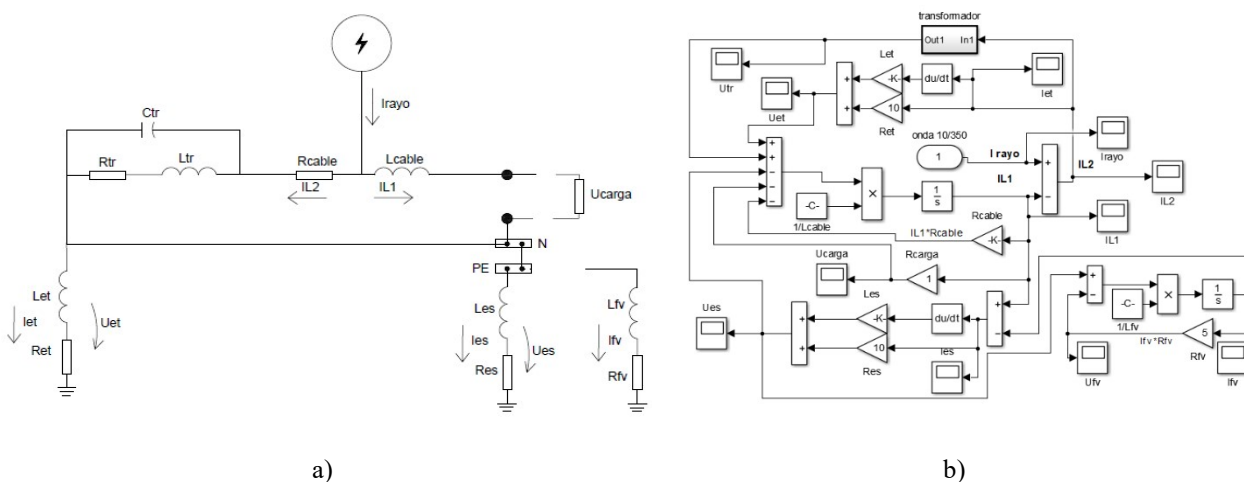 Ctr
Irayo
Rtr
Ltr
Rcable
Lcable
IL2
IL1
Ucarga
N
PE
Let
Iet
Uet
Ret
Les
Ies
Ues
Res
Lfv
Ifv
Rfv
a)
transformador
Out1
In1
Utr
Let
-K-
du/dt
Iet
Uet
10
Ret
onda 10/350
1
I rayo
Irayo
IL2
IL1
IL2
-C-
1/Lcable
×
1
s
Rcable
IL1*Rcable
-K-
IL1
Rcarga
Ucarga
1
Les
-K-
du/dt
Ues
10
Res
Ies
-C-
1/Lfv
×
1
s
5
Ifv*Rfv
Rfv
Ufv
Ifv
b)